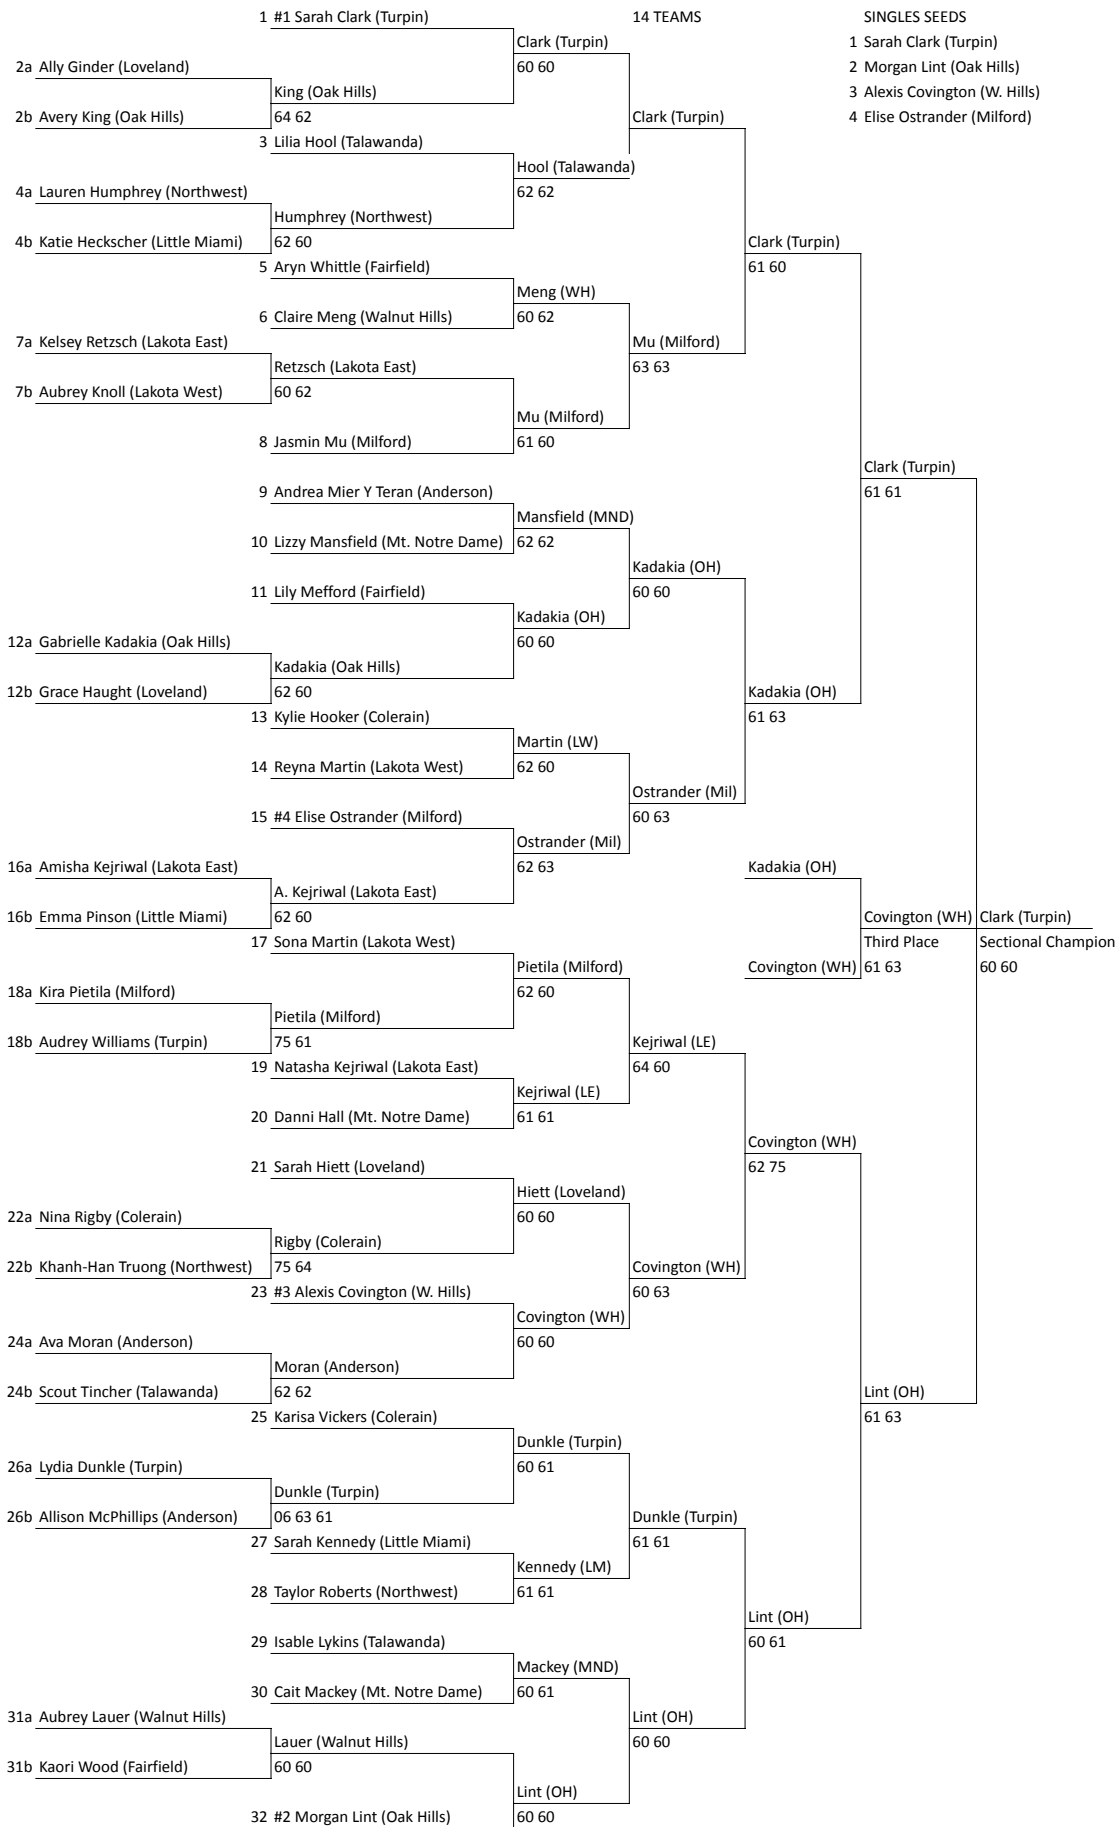 1 #1 Sarah Clark (Turpin) 14 TEAMS SINGLES SEEDS
Clark (Turpin) 1 Sarah Clark (Turpin)
2a Ally Ginder (Loveland) 60 60 2 Morgan Lint (Oak Hills)
King (Oak Hills) 3 Alexis Covington (W. Hills)
2b Avery King (Oak Hills) 64 62 Clark (Turpin) 4 Elise Ostrander (Milford)
3 Lilia Hool (Talawanda)
Hool (Talawanda)
4a Lauren Humphrey (Northwest) 62 62
Humphrey (Northwest)
4b Katie Heckscher (Little Miami) 62 60 Clark (Turpin)
5 Aryn Whittle (Fairfield) 61 60
Meng (WH)
6 Claire Meng (Walnut Hills) 60 62
7a Kelsey Retzsch (Lakota East) Mu (Milford)
Retzsch (Lakota East) 63 63
7b Aubrey Knoll (Lakota West) 60 62
Mu (Milford)
8 Jasmin Mu (Milford) 61 60
Clark (Turpin)
9 Andrea Mier Y Teran (Anderson) 61 61
Mansfield (MND)
10 Lizzy Mansfield (Mt. Notre Dame) 62 62
Kadakia (OH)
11 Lily Mefford (Fairfield) 60 60
Kadakia (OH)
12a Gabrielle Kadakia (Oak Hills) 60 60
Kadakia (Oak Hills)
12b Grace Haught (Loveland) 62 60 Kadakia (OH)
13 Kylie Hooker (Colerain) 61 63
Martin (LW)
14 Reyna Martin (Lakota West) 62 60
Ostrander (Mil)
15 #4 Elise Ostrander (Milford) 60 63
Ostrander (Mil)
16a Amisha Kejriwal (Lakota East) 62 63 Kadakia (OH)
A. Kejriwal (Lakota East)
16b Emma Pinson (Little Miami) 62 60 Covington (WH) Clark (Turpin)
17 Sona Martin (Lakota West) Third Place Sectional Champion
Pietila (Milford) Covington (WH) 61 63 60 60
18a Kira Pietila (Milford) 62 60
Pietila (Milford)
18b Audrey Williams (Turpin) 75 61 Kejriwal (LE)
19 Natasha Kejriwal (Lakota East) 64 60
Kejriwal (LE)
20 Danni Hall (Mt. Notre Dame) 61 61
Covington (WH)
21 Sarah Hiett (Loveland) 62 75
Hiett (Loveland)
22a Nina Rigby (Colerain) 60 60
Rigby (Colerain)
22b Khanh-Han Truong (Northwest) 75 64 Covington (WH)
23 #3 Alexis Covington (W. Hills) 60 63
Covington (WH)
24a Ava Moran (Anderson) 60 60
Moran (Anderson)
24b Scout Tincher (Talawanda) 62 62 Lint (OH)
25 Karisa Vickers (Colerain) 61 63
Dunkle (Turpin)
26a Lydia Dunkle (Turpin) 60 61
Dunkle (Turpin)
26b Allison McPhillips (Anderson) 06 63 61 Dunkle (Turpin)
27 Sarah Kennedy (Little Miami) 61 61
Kennedy (LM)
28 Taylor Roberts (Northwest) 61 61
Lint (OH)
29 Isable Lykins (Talawanda) 60 61
Mackey (MND)
30 Cait Mackey (Mt. Notre Dame) 60 61
31a Aubrey Lauer (Walnut Hills) Lint (OH)
Lauer (Walnut Hills) 60 60
31b Kaori Wood (Fairfield) 60 60
Lint (OH)
32 #2 Morgan Lint (Oak Hills) 60 60